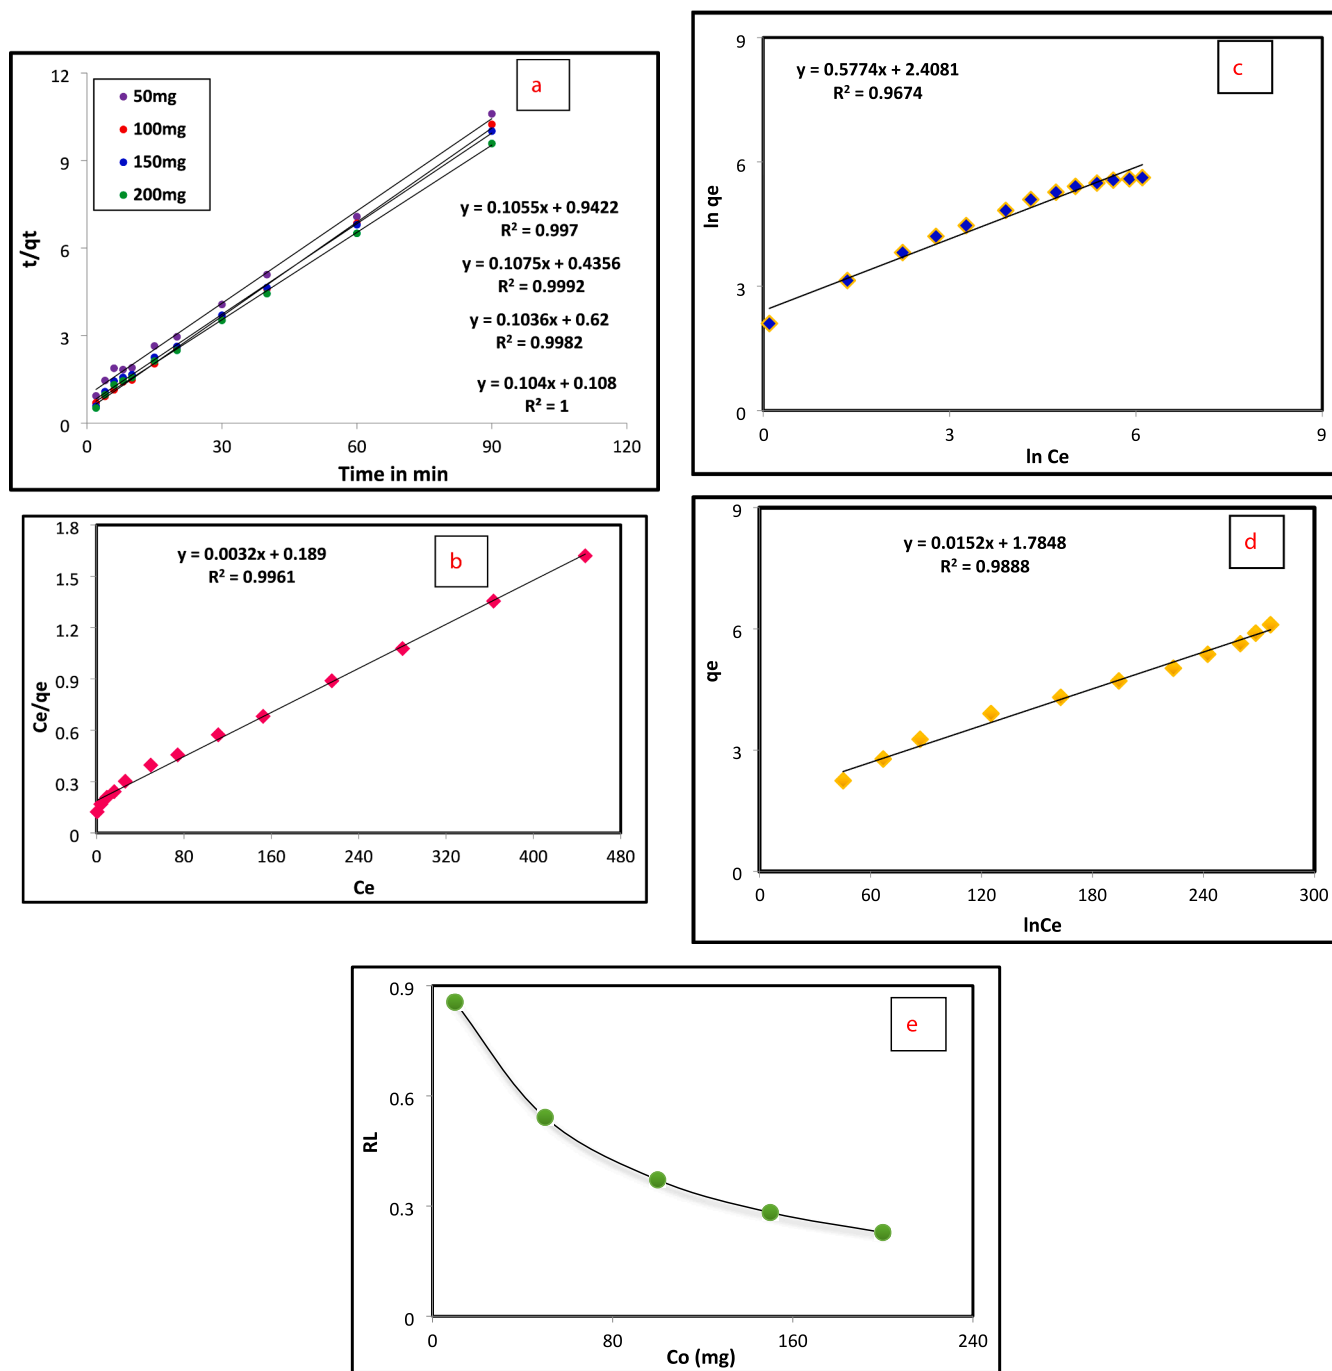 a
12
9
6
3
0
50mg
100mg
150mg
200mg
y = 0.1055x + 0.9422
R² = 0.997
y = 0.1075x + 0.4356
R² = 0.9992
y = 0.1036x + 0.62
R² = 0.9982
y = 0.104x + 0.108
R² = 1
t/qt
0 30 60 90 120
Time in min
c
9
6
3
0
y = 0.5774x + 2.4081
R² = 0.9674
ln qe
0 3 6 9
ln Ce
b
1.8
1.5
1.2
0.9
0.6
0.3
0
y = 0.0032x + 0.189
R² = 0.9961
Ce/qe
0 80 160 240 320 400 480
Ce
d
9
6
3
0
y = 0.0152x + 1.7848
R² = 0.9888
qe
0 60 120 180 240 300
lnCe
e
0.9
0.6
0.3
0
RL
0 80 160 240
Co (mg)